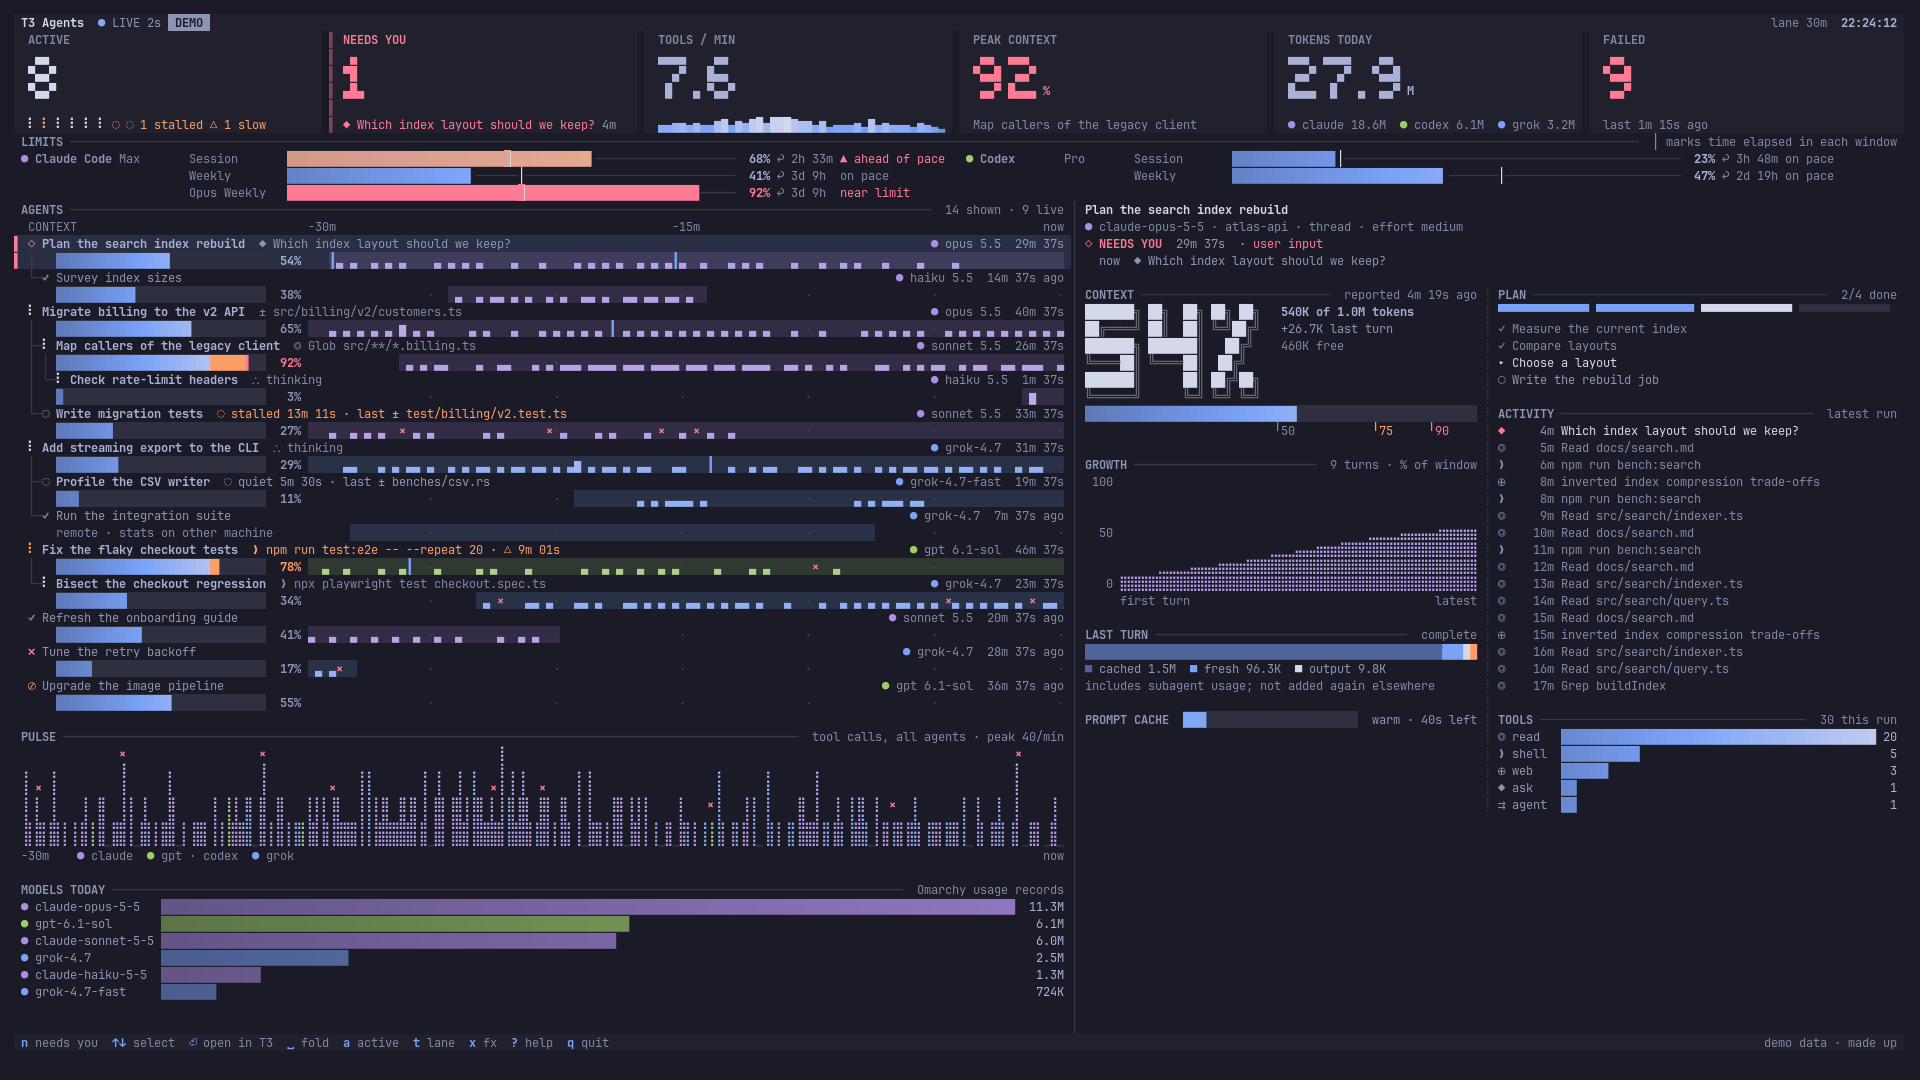 T3 Agents ● LIVE 2s DEMO lane 30m 22:24:12
ACTIVE NEEDS YOU TOOLS / MIN PEAK CONTEXT TOKENS TODAY FAILED
8 1 7.6 92% 27.9M 9
1 stalled △ 1 slow ◆ Which index layout should we keep? 4m Map callers of the legacy client ● claude 18.6M ● codex 6.1M ● grok 3.2M last 1m 15s ago
LIMITS │ marks time elapsed in each window
● Claude Code Max Session 68% 2h 33m ▲ ahead of pace ● Codex Pro Session 23% 3h 48m on pace
Weekly 41% 3d 9h on pace Weekly 47% 2d 19h on pace
Opus Weekly 92% 3d 9h near limit
AGENTS 14 shown · 9 live
CONTEXT -30m -15m now
◇ Plan the search index rebuild ◆ Which index layout should we keep? ● opus 5.5 29m 37s
54%
✓ Survey index sizes ● haiku 5.5 14m 37s ago
38%
Migrate billing to the v2 API ± src/billing/v2/customers.ts ● opus 5.5 40m 37s
65%
Map callers of the legacy client Glob src/**/*.billing.ts ● sonnet 5.5 26m 37s
92%
Check rate-limit headers ∴ thinking ● haiku 5.5 1m 37s
3%
Write migration tests stalled 13m 11s · last ± test/billing/v2.test.ts ● sonnet 5.5 33m 37s
27%
Add streaming export to the CLI ∴ thinking ● grok-4.7 31m 37s
29%
Profile the CSV writer quiet 5m 30s · last ± benches/csv.rs ● grok-4.7-fast 19m 37s
11%
✓ Run the integration suite ● grok-4.7 7m 37s ago
remote · stats on other machine
Fix the flaky checkout tests ❩ npm run test:e2e -- --repeat 20 · △ 9m 01s ● gpt 6.1-sol 46m 37s
78%
Bisect the checkout regression ❩ npx playwright test checkout.spec.ts ● grok-4.7 23m 37s
34%
✓ Refresh the onboarding guide ● sonnet 5.5 20m 37s ago
41%
× Tune the retry backoff ● grok-4.7 28m 37s ago
17%
⊘ Upgrade the image pipeline ● gpt 6.1-sol 36m 37s ago
55%
PULSE tool calls, all agents · peak 40/min
-30m ● claude ● gpt · codex ● grok now
MODELS TODAY Omarchy usage records
● claude-opus-5-5 11.3M
● gpt-6.1-sol 6.1M
● claude-sonnet-5-5 6.0M
● grok-4.7 2.5M
● claude-haiku-5-5 1.3M
● grok-4.7-fast 724K
Plan the search index rebuild
● claude-opus-5-5 · atlas-api · thread · effort medium
◇ NEEDS YOU 29m 37s · user input
now ◆ Which index layout should we keep?
CONTEXT reported 4m 19s ago
54%
540K of 1.0M tokens
+26.7K last turn
460K free
50 75 90
GROWTH 9 turns · % of window
100
50
0
first turn latest
LAST TURN complete
■ cached 1.5M ■ fresh 96.3K ■ output 9.8K
includes subagent usage; not added again elsewhere
PROMPT CACHE warm · 40s left
PLAN 2/4 done
✓ Measure the current index
✓ Compare layouts
▸ Choose a layout
○ Write the rebuild job
ACTIVITY latest run
◆ 4m Which index layout should we keep?
5m Read docs/search.md
❩ 6m npm run bench:search
⊕ 8m inverted index compression trade-offs
❩ 8m npm run bench:search
9m Read src/search/indexer.ts
10m Read docs/search.md
❩ 11m npm run bench:search
12m Read docs/search.md
13m Read src/search/indexer.ts
14m Read src/search/query.ts
15m Read docs/search.md
⊕ 15m inverted index compression trade-offs
16m Read src/search/indexer.ts
16m Read src/search/query.ts
17m Grep buildIndex
TOOLS 30 this run
read 20
❩ shell 5
⊕ web 3
◆ ask 1
⇉ agent 1
n needs you ↑↓ select ⏎ open in T3 ␣ fold a active t lane x fx ? help q quit demo data · made up